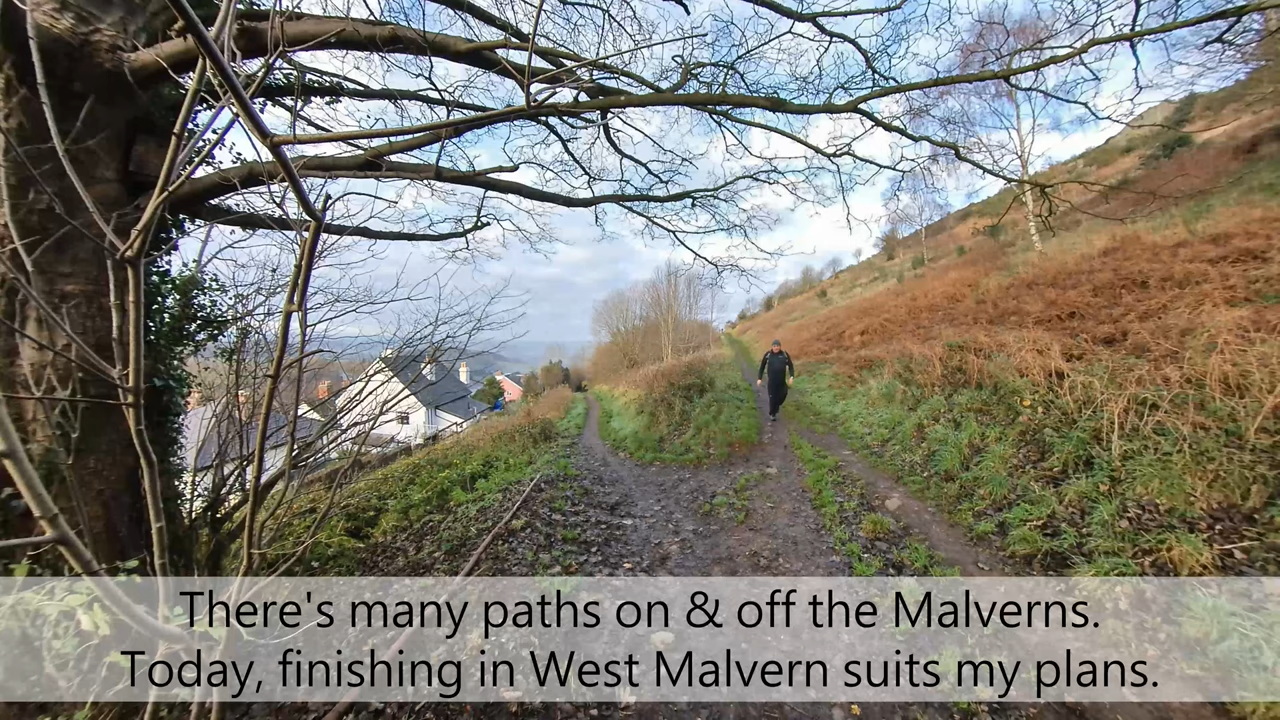 There's many paths on & off the Malverns.
Today, finishing in West Malvern suits my plans.